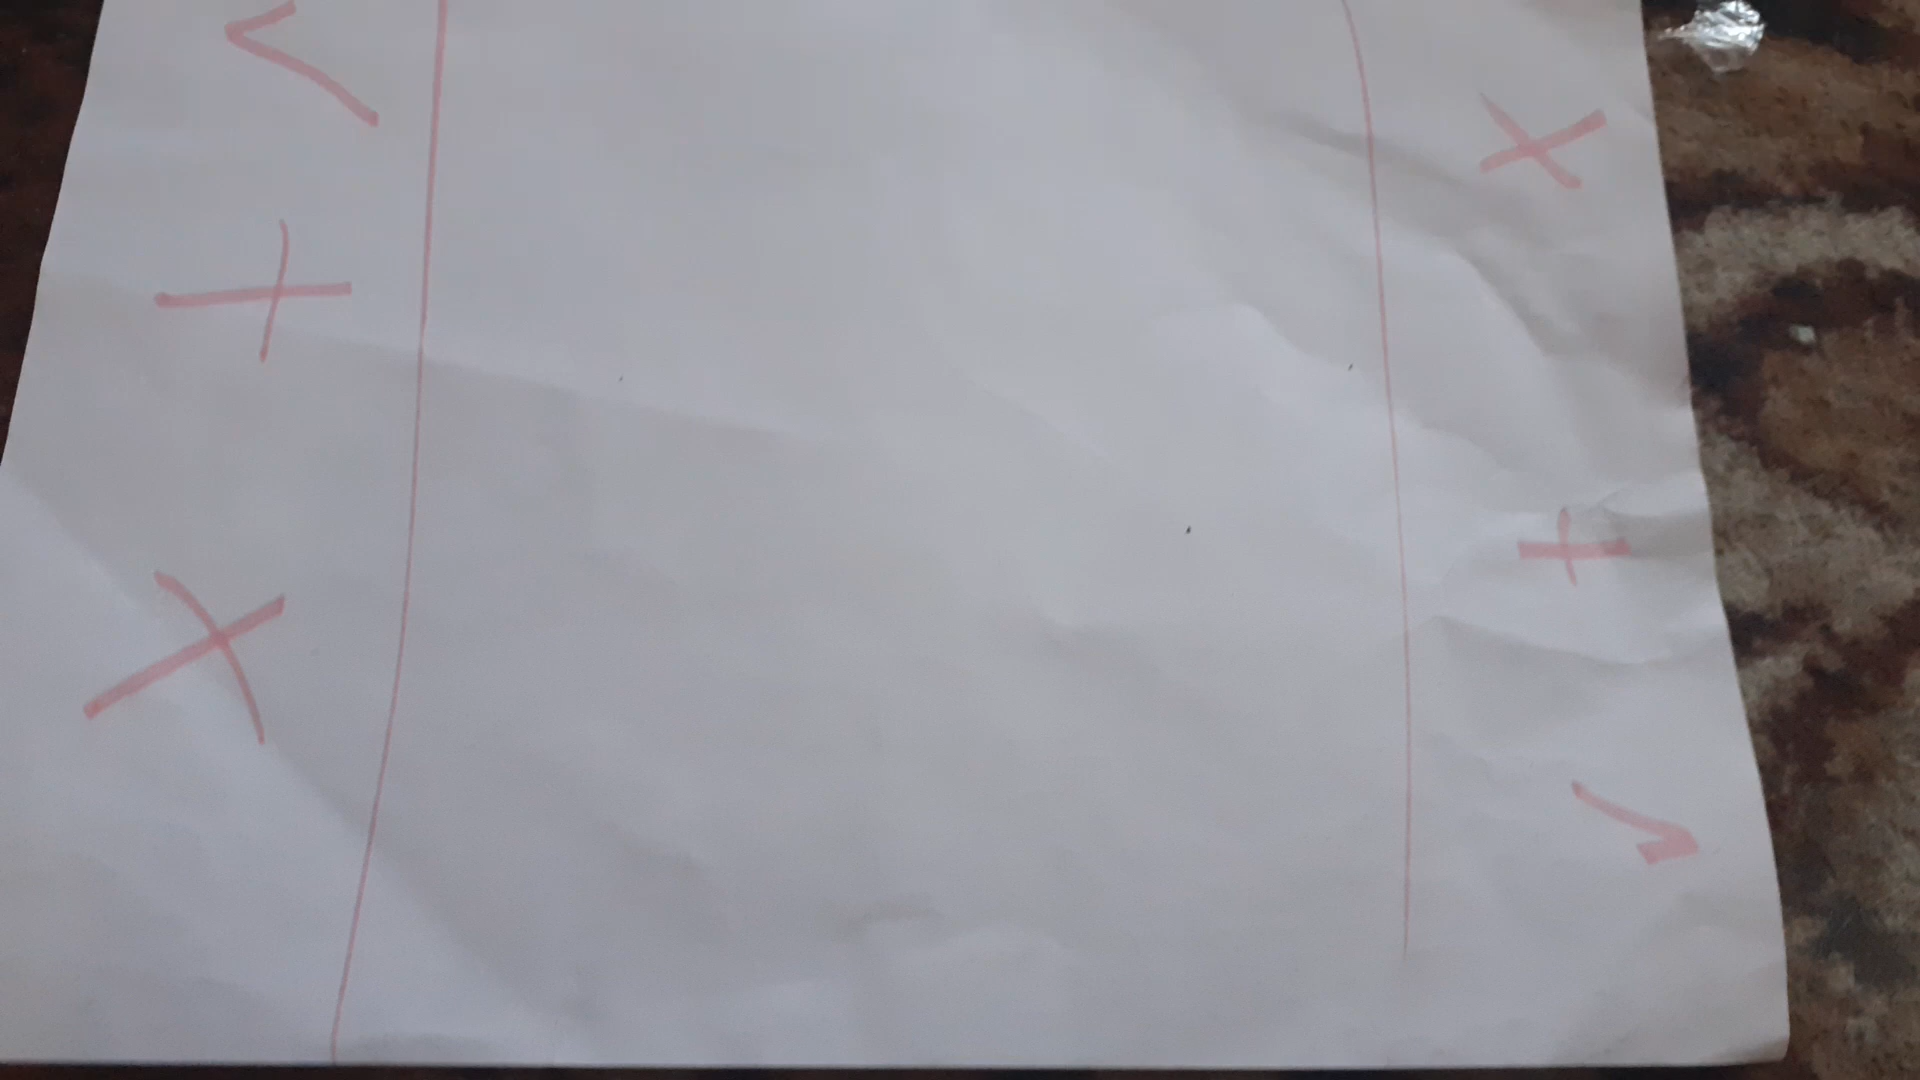 ✓ ×
+ +
× ✓